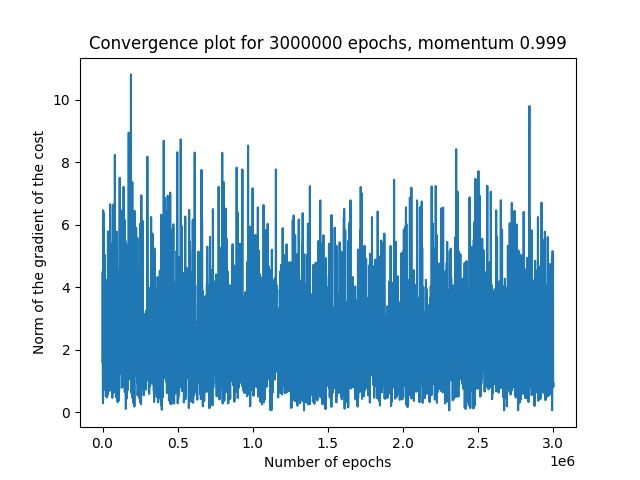 Convergence plot for 3000000 epochs, momentum 0.999
Norm of the gradient of the cost
10
8
6
4
2
0
0.0 0.5 1.0 1.5 2.0 2.5 3.0
1e6
Number of epochs